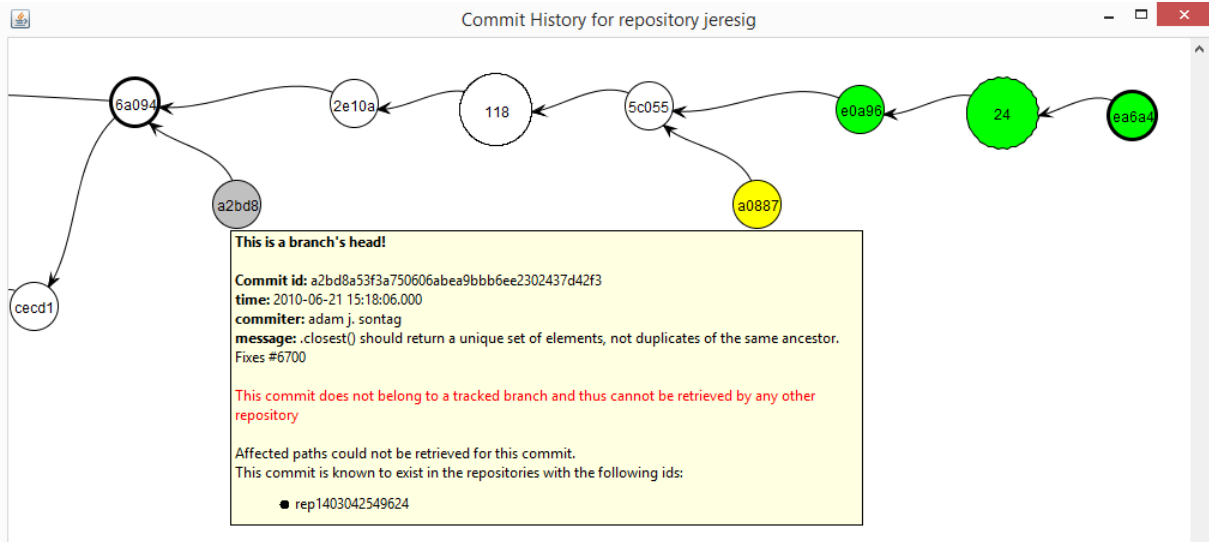 Commit History for repository jeresig
6a094
2e10a
118
5c055
e0a96
24
ea6a4
a2bd8
a0887
cecd1
This is a branch's head!
Commit id: a2bd8a53f3a750606abea9bbb6ee2302437d42f3
time: 2010-06-21 15:18:06.000
commiter: adam j. sontag
message: .closest() should return a unique set of elements, not duplicates of the same ancestor.
Fixes #6700
This commit does not belong to a tracked branch and thus cannot be retrieved by any other
repository
Affected paths could not be retrieved for this commit.
This commit is known to exist in the repositories with the following ids:
rep1403042549624